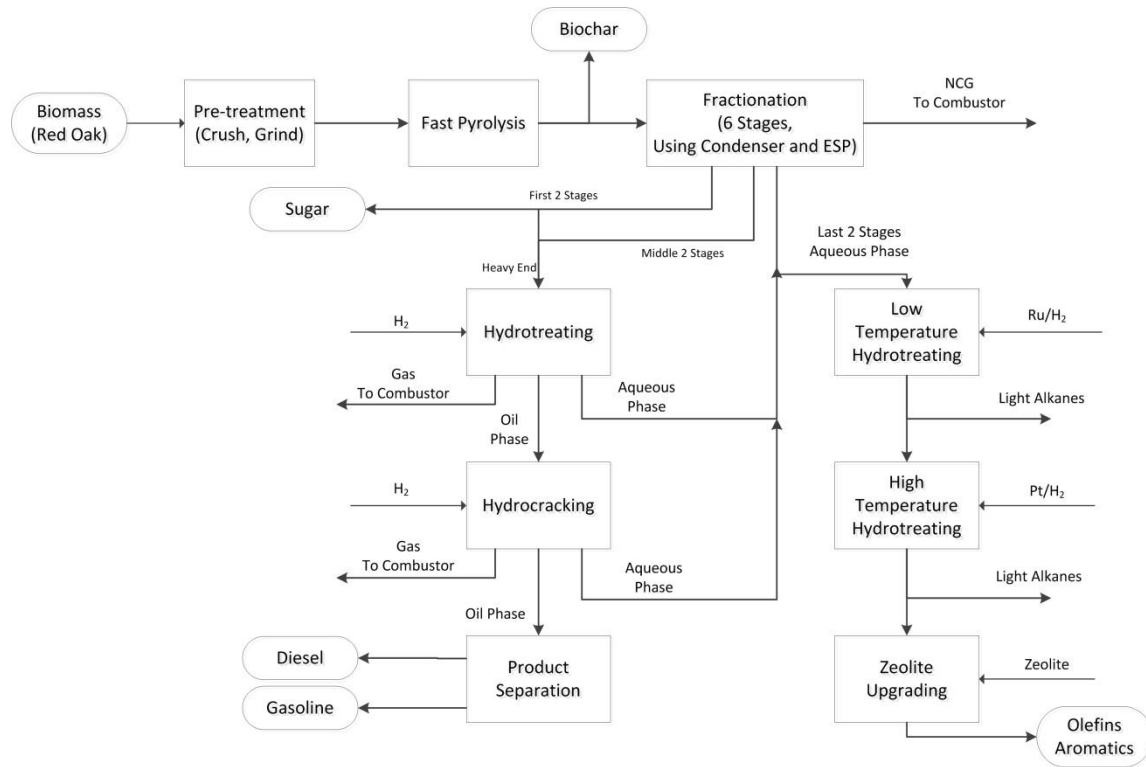 Biochar
Biomass
(Red Oak)
Pre-treatment
(Crush, Grind)
Fast Pyrolysis
Fractionation
(6 Stages,
Using Condenser and ESP)
NCG
To Combustor
Sugar
First 2 Stages
Middle 2 Stages
Last 2 Stages
Aqueous Phase
Heavy End
H₂
Hydrotreating
Low
Temperature
Hydrotreating
Ru/H₂
Gas
To Combustor
Oil
Phase
Aqueous
Phase
Light Alkanes
H₂
Hydrocracking
High
Temperature
Hydrotreating
Pt/H₂
Gas
To Combustor
Oil Phase
Aqueous
Phase
Light Alkanes
Diesel
Gasoline
Product
Separation
Zeolite
Upgrading
Zeolite
Olefins
Aromatics